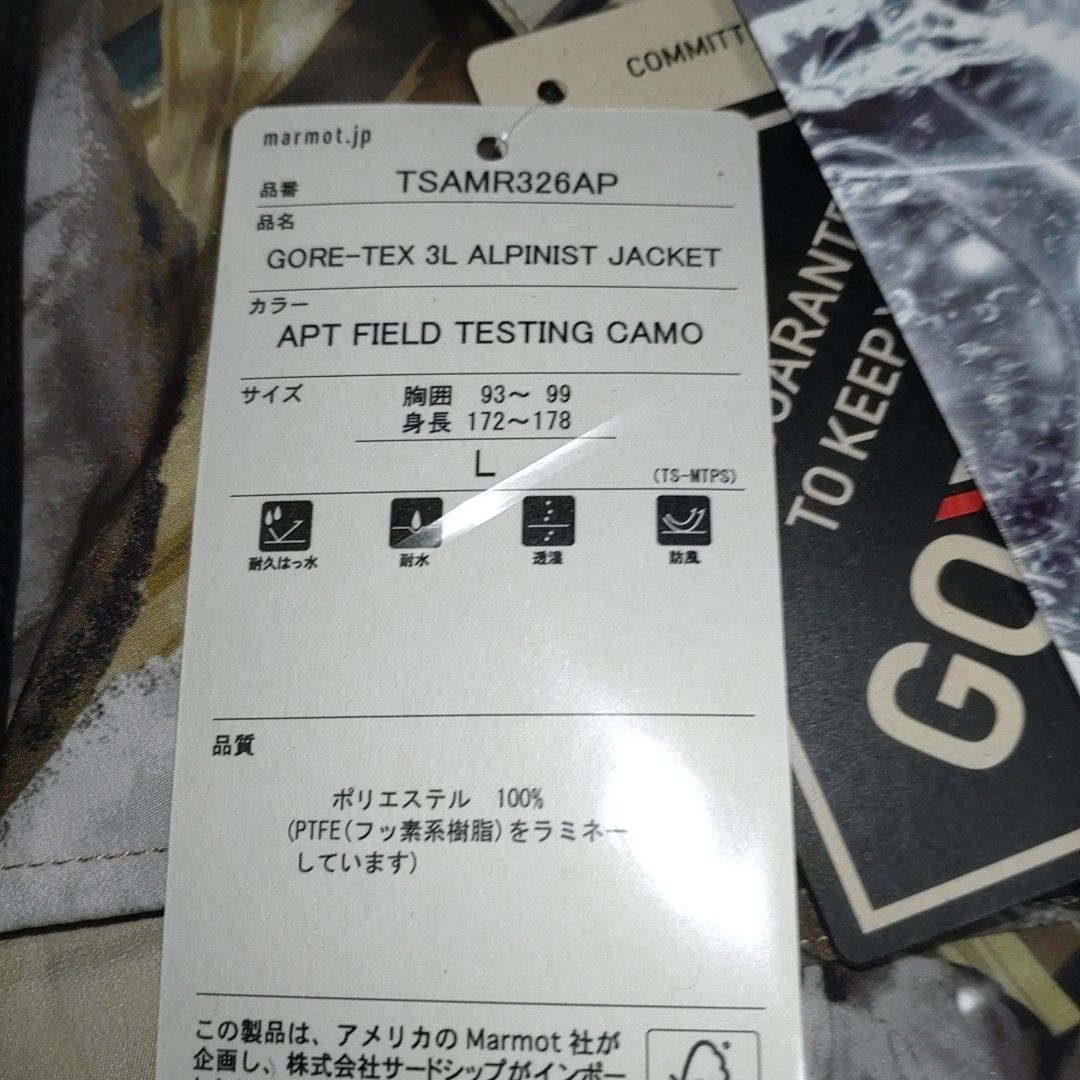 marmot.jp
品番 TSAMR326AP
品名
GORE-TEX 3L ALPINIST JACKET
カラー
APT FIELD TESTING CAMO
サイズ 胸囲 93〜 99
身長 172〜178
L
(TS-MTPS)
耐久はっ水 耐水 透湿 防風
品質
ポリエステル 100%
(PTFE(フッ素系樹脂)をラミネー
しています)
この製品は、アメリカのMarmot社が
企画し、株式会社サードシップがインポー
COMMITT
TO KEEP
GO